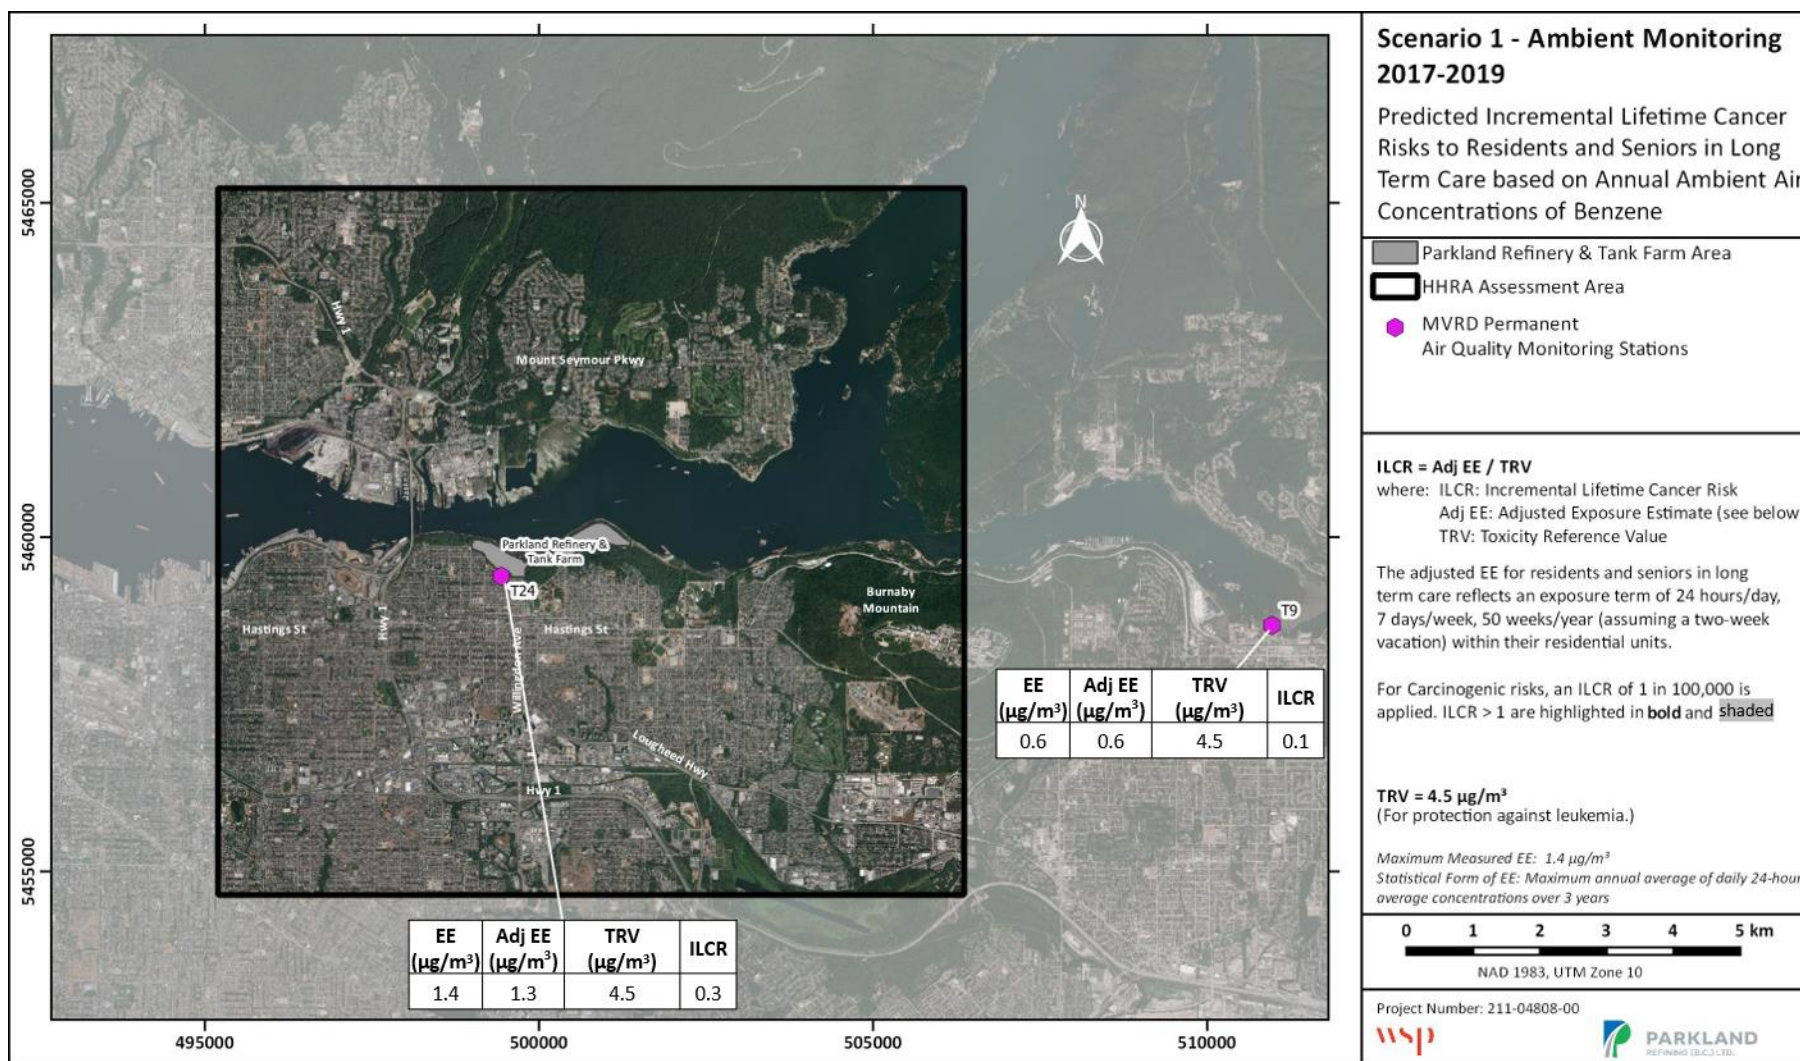 Scenario 1 - Ambient Monitoring
2017-2019
Predicted Incremental Lifetime Cancer
Risks to Residents and Seniors in Long
Term Care based on Annual Ambient Air
Concentrations of Benzene
Parkland Refinery & Tank Farm Area
HHRA Assessment Area
MVRD Permanent
Air Quality Monitoring Stations
ILCR = Adj EE / TRV
where: ILCR: Incremental Lifetime Cancer Risk
Adj EE: Adjusted Exposure Estimate (see below
TRV: Toxicity Reference Value
The adjusted EE for residents and seniors in long
term care reflects an exposure term of 24 hours/day,
7 days/week, 50 weeks/year (assuming a two-week
vacation) within their residential units.
For Carcinogenic risks, an ILCR of 1 in 100,000 is
applied. ILCR > 1 are highlighted in bold and shaded
TRV = 4.5 µg/m³
(For protection against leukemia.)
Maximum Measured EE: 1.4 µg/m³
Statistical Form of EE: Maximum annual average of daily 24-hour
average concentrations over 3 years
0 1 2 3 4 5 km
NAD 1983, UTM Zone 10
Project Number: 211-04808-00
wsp
PARKLAND
REFINING (B.C.) LTD.
5465000
5460000
5455000
495000 500000 505000 510000
N
Hwy 1
Mount Seymour Pkwy
Parkland Refinery &
Tank Farm
T24
Hastings St
Hwy 1
Willingdon Ave
Hastings St
Burnaby
Mountain
Lougheed Hwy
Hwy 1
T9
EE (µg/m³) Adj EE (µg/m³) TRV (µg/m³) ILCR
0.6 0.6 4.5 0.1
EE (µg/m³) Adj EE (µg/m³) TRV (µg/m³) ILCR
1.4 1.3 4.5 0.3